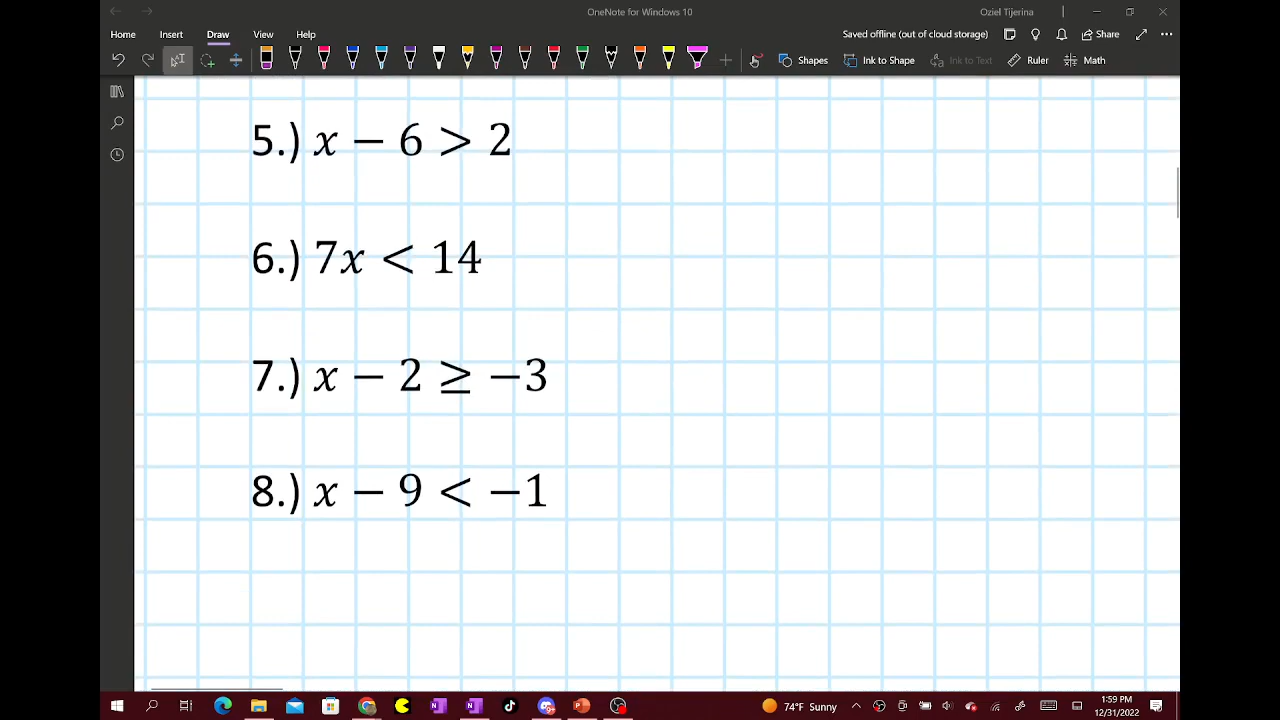 OneNote for Windows 10
Oziel Tijerina
Home Insert Draw View Help
Saved offline (out of cloud storage)
Share
Shapes
Ink to Shape
Ink to Text
Ruler
Math
5.) x − 6 > 2
6.) 7x < 14
7.) x − 2 ≥ −3
8.) x − 9 < −1
74°F Sunny
1:59 PM
12/31/2022